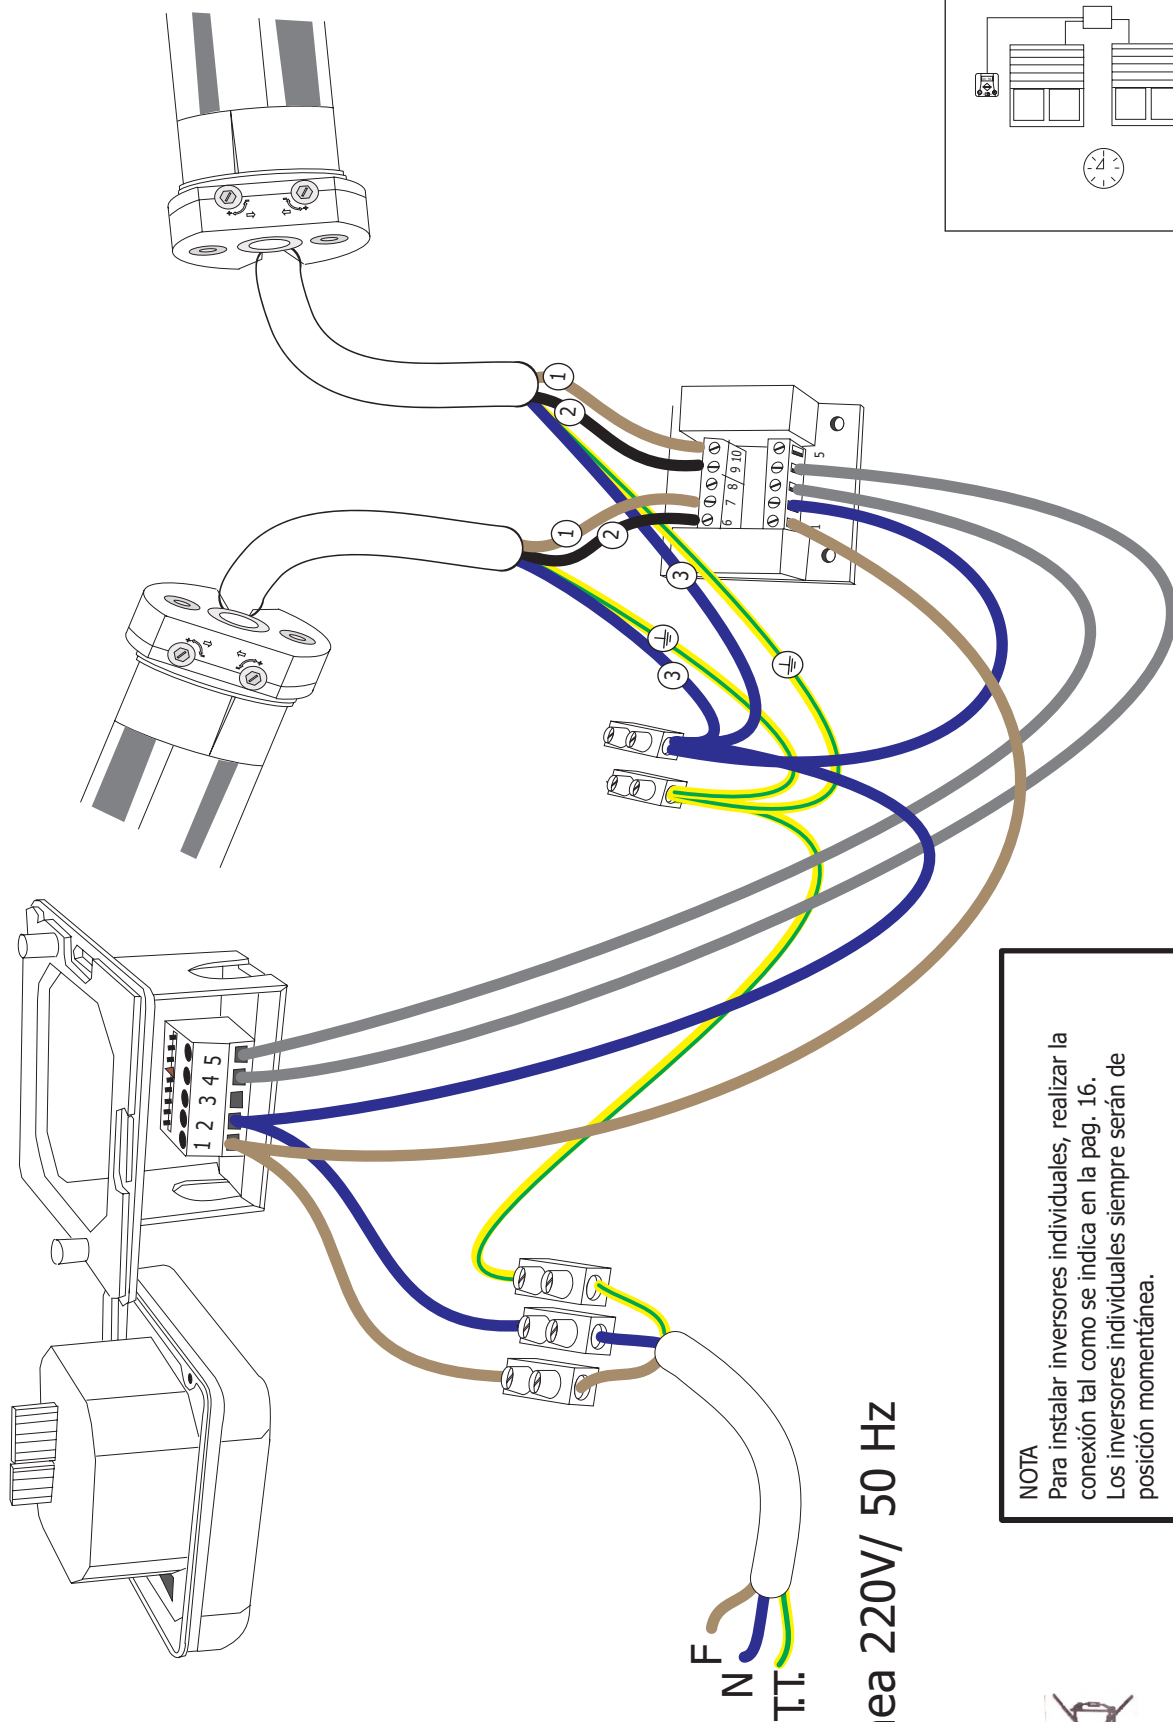 1
2
1
2
3
3
6 7 8 9 10
1
5
1 2 3 4 5
F
N
T.T.
220V/ 50 Hz
NOTA
Para instalar inversores individuales, realizar la
conexión tal como se indica en la pag. 16.
Los inversores individuales siempre serán de
posición momentánea.